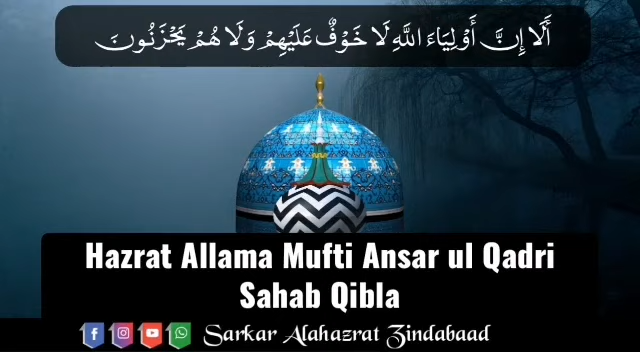 أَلَا إِنَّ أَوْلِيَاءَ اللَّهِ لَا خَوْفٌ عَلَيْهِمْ وَلَا هُمْ يَحْزَنُونَ
Hazrat Allama Mufti Ansar ul Qadri
Sahab Qibla
Sarkar Alahazrat Zindabaad